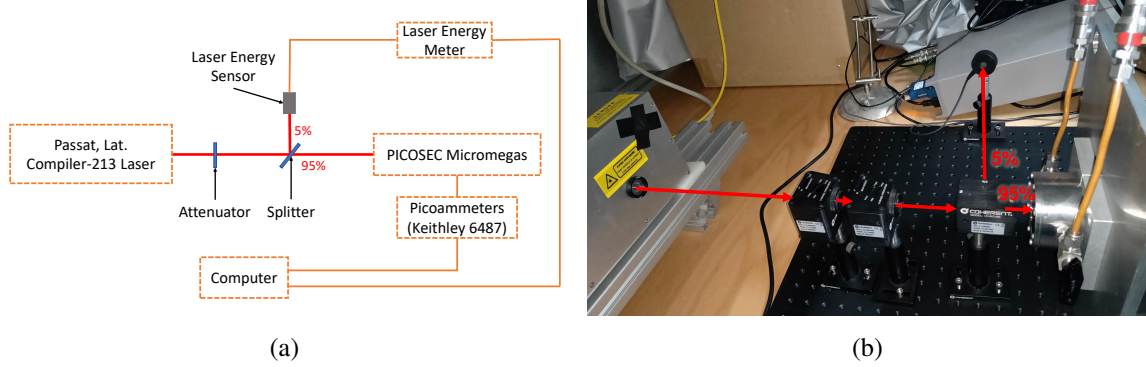 Laser Energy
Meter
Laser Energy
Sensor
5%
Passat, Lat.
Compiler-213 Laser
95%
PICOSEC Micromegas
Attenuator
Splitter
Picoammeters
(Keithley 6487)
Computer
(a)
5%
95%
COHERENT
(b)